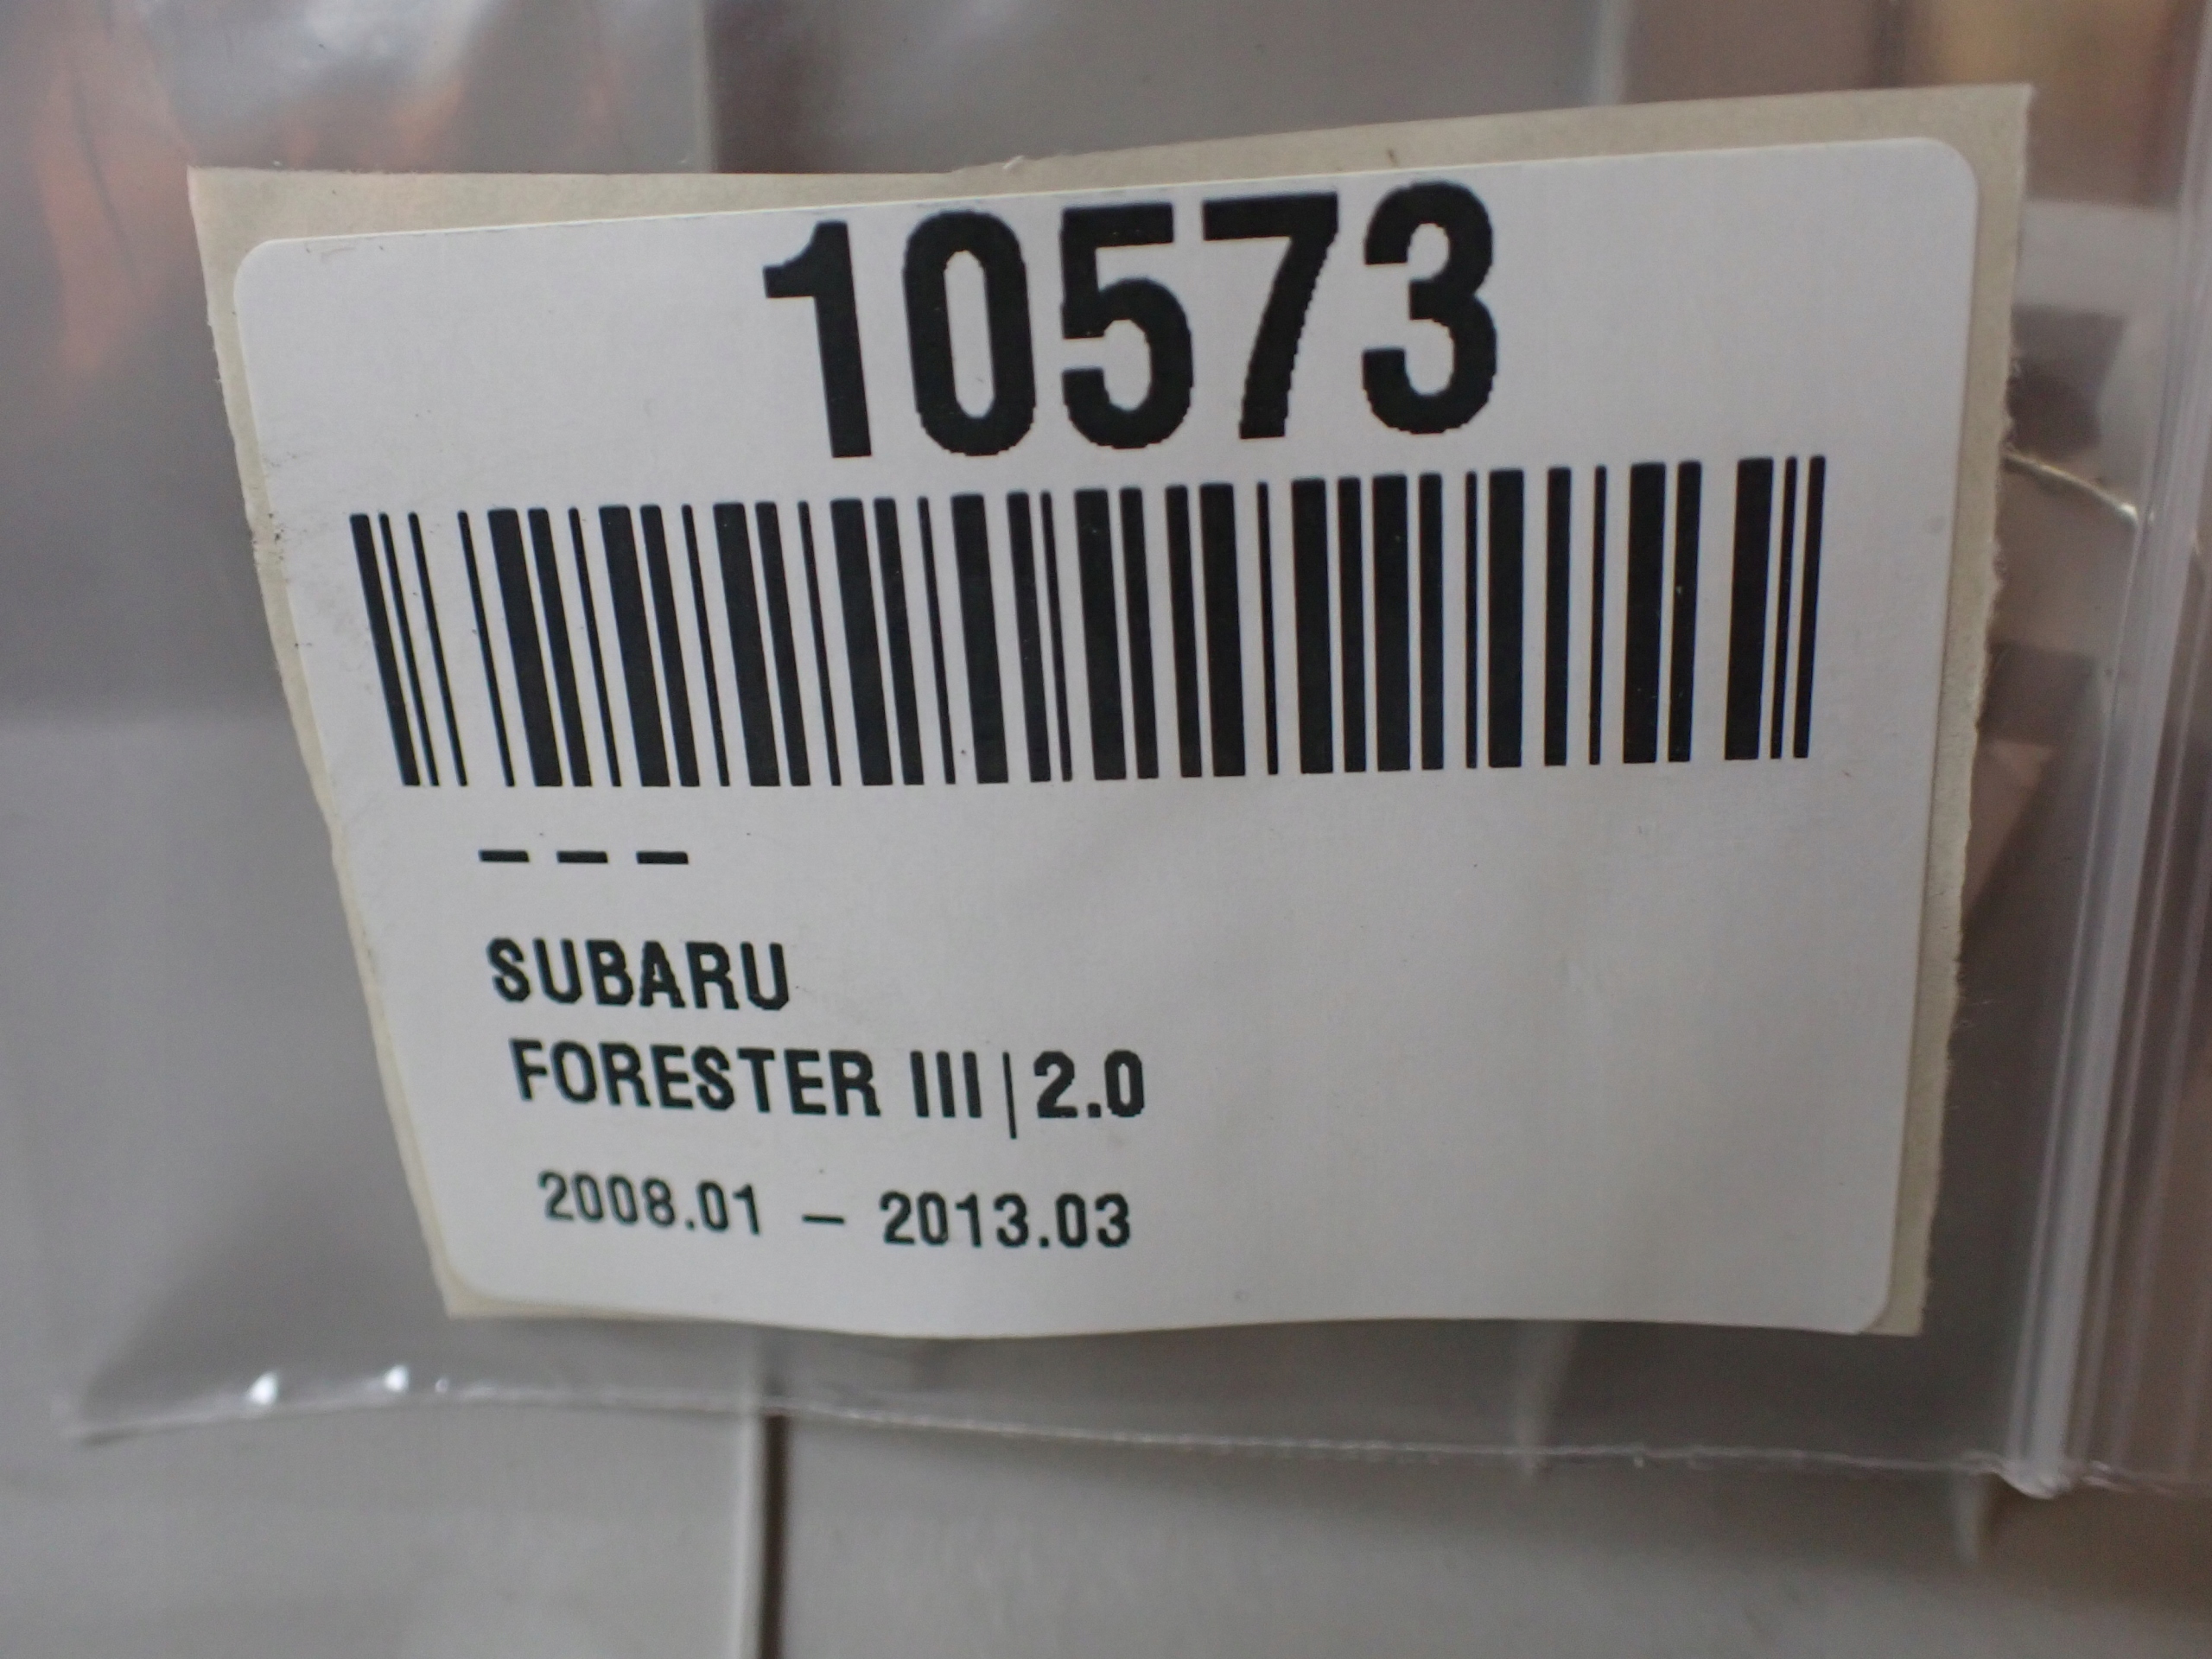 10573
– – –
SUBARU
FORESTER III|2.0
2008.01 – 2013.03